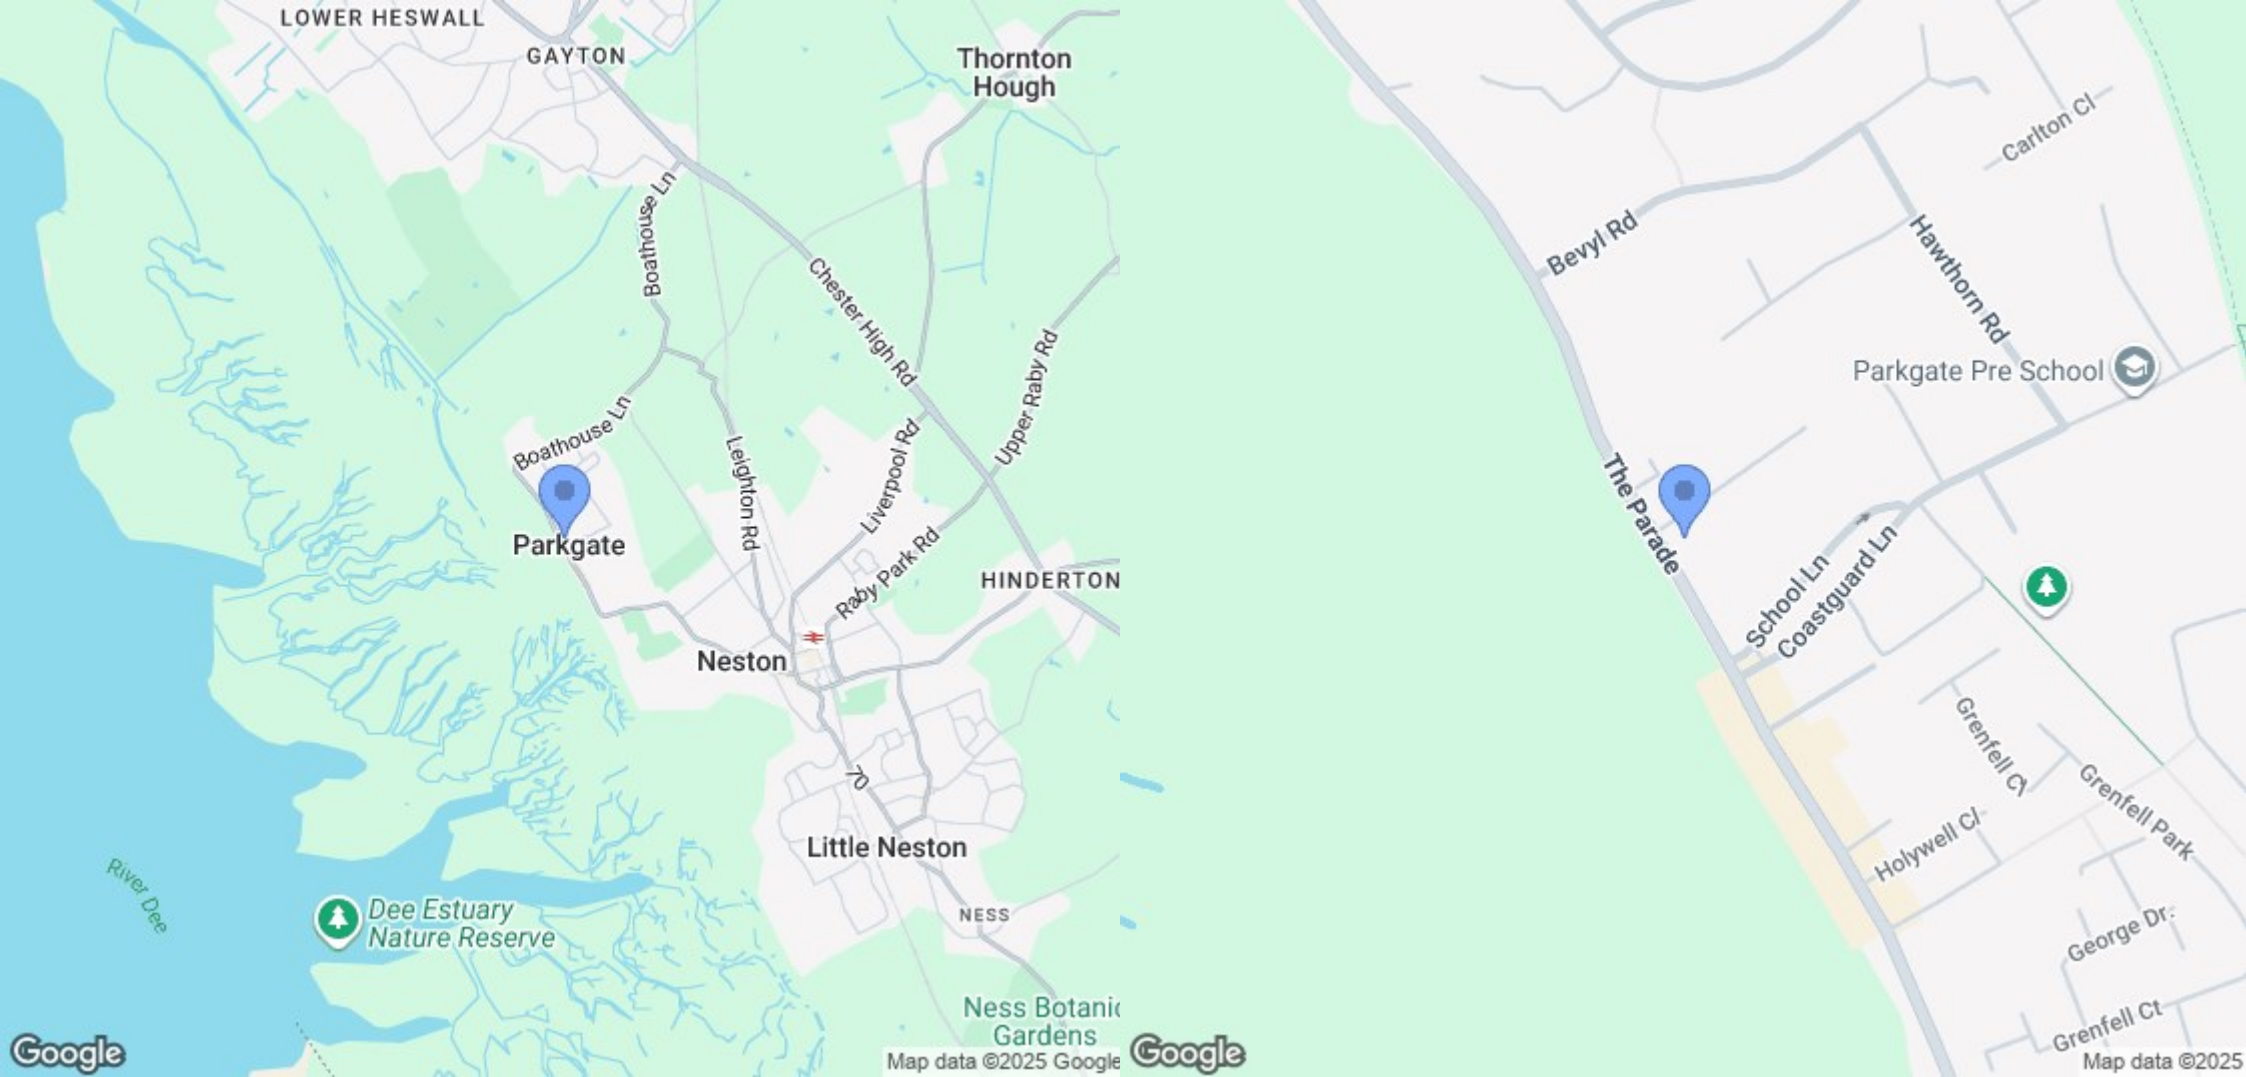 LOWER HESWALL
GAYTON
Thornton
Hough
Boathouse Ln
Chester High Rd
Upper Raby Rd
Boathouse Ln
Leighton Rd
Liverpool Rd
Parkgate
Raby Park Rd
HINDERTON
Neston
70
Little Neston
River Dee
Dee Estuary
Nature Reserve
NESS
Ness Botanic
Gardens
Google
Map data ©2025 Google
Carlton Cl
Bevyl Rd
Hawthorn Rd
Parkgate Pre School
The Parade
School Ln
Coastguard Ln
Grenfell Cl
Grenfell Park
Holywell Cl
George Dr.
Grenfell Ct
Google
Map data ©2025